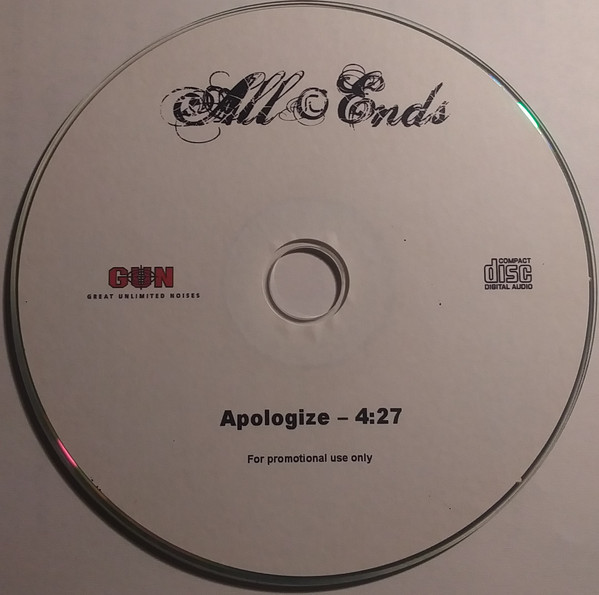 All Ends
GUN
GREAT UNLIMITED NOISES
COMPACT
disc
DIGITAL AUDIO
Apologize – 4:27
For promotional use only